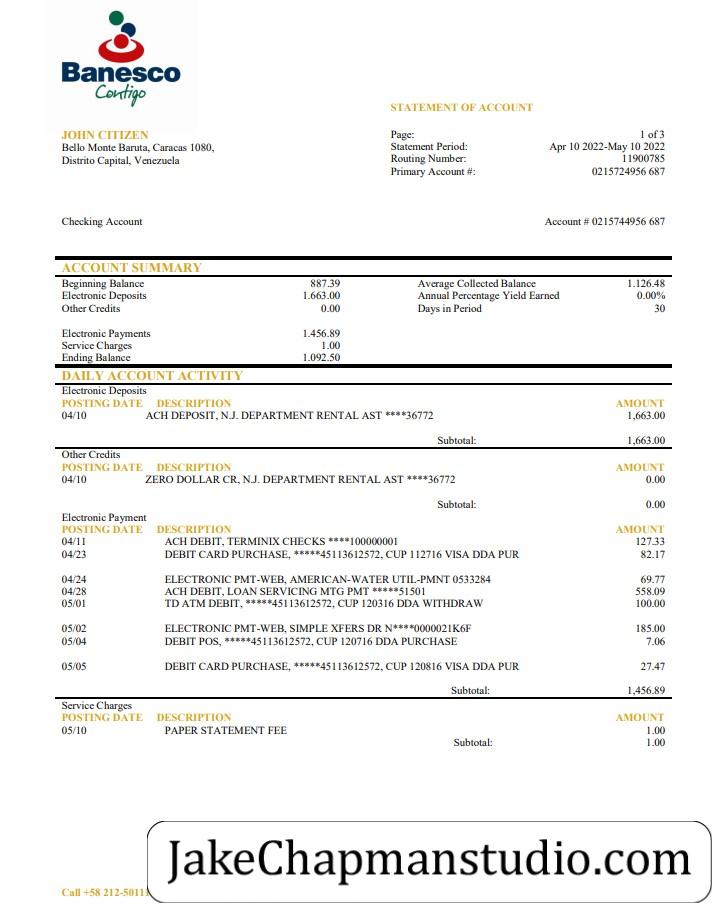 Banesco
Contigo
STATEMENT OF ACCOUNT
JOHN CITIZEN
Bello Monte Baruta, Caracas 1080,
Distrito Capital, Venezuela
Page: 1 of 3
Statement Period: Apr 10 2022-May 10 2022
Routing Number: 11900785
Primary Account #: 0215724956 687
Checking Account Account # 0215744956 687
ACCOUNT SUMMARY
Beginning Balance 887.39 Average Collected Balance 1.126.48
Electronic Deposits 1.663.00 Annual Percentage Yield Earned 0.00%
Other Credits 0.00 Days in Period 30
Electronic Payments 1.456.89
Service Charges 1.00
Ending Balance 1.092.50
DAILY ACCOUNT ACTIVITY
Electronic Deposits
POSTING DATE DESCRIPTION AMOUNT
04/10 ACH DEPOSIT, N.J. DEPARTMENT RENTAL AST ****36772 1,663.00
Subtotal: 1,663.00
Other Credits
POSTING DATE DESCRIPTION AMOUNT
04/10 ZERO DOLLAR CR, N.J. DEPARTMENT RENTAL AST ****36772 0.00
Subtotal: 0.00
Electronic Payment
POSTING DATE DESCRIPTION AMOUNT
04/11 ACH DEBIT, TERMINIX CHECKS ****100000001 127.33
04/23 DEBIT CARD PURCHASE, *****45113612572, CUP 112716 VISA DDA PUR 82.17
04/24 ELECTRONIC PMT-WEB, AMERICAN-WATER UTIL-PMNT 0533284 69.77
04/28 ACH DEBIT, LOAN SERVICING MTG PMT *****51501 558.09
05/01 TD ATM DEBIT, *****45113612572, CUP 120316 DDA WITHDRAW 100.00
05/02 ELECTRONIC PMT-WEB, SIMPLE XFERS DR N****0000021K6F 185.00
05/04 DEBIT POS, *****45113612572, CUP 120716 DDA PURCHASE 7.06
05/05 DEBIT CARD PURCHASE, *****45113612572, CUP 120816 VISA DDA PUR 27.47
Subtotal: 1,456.89
Service Charges
POSTING DATE DESCRIPTION AMOUNT
05/10 PAPER STATEMENT FEE 1.00
Subtotal: 1.00
JakeChapmanstudio.com
Call +58 212-5011